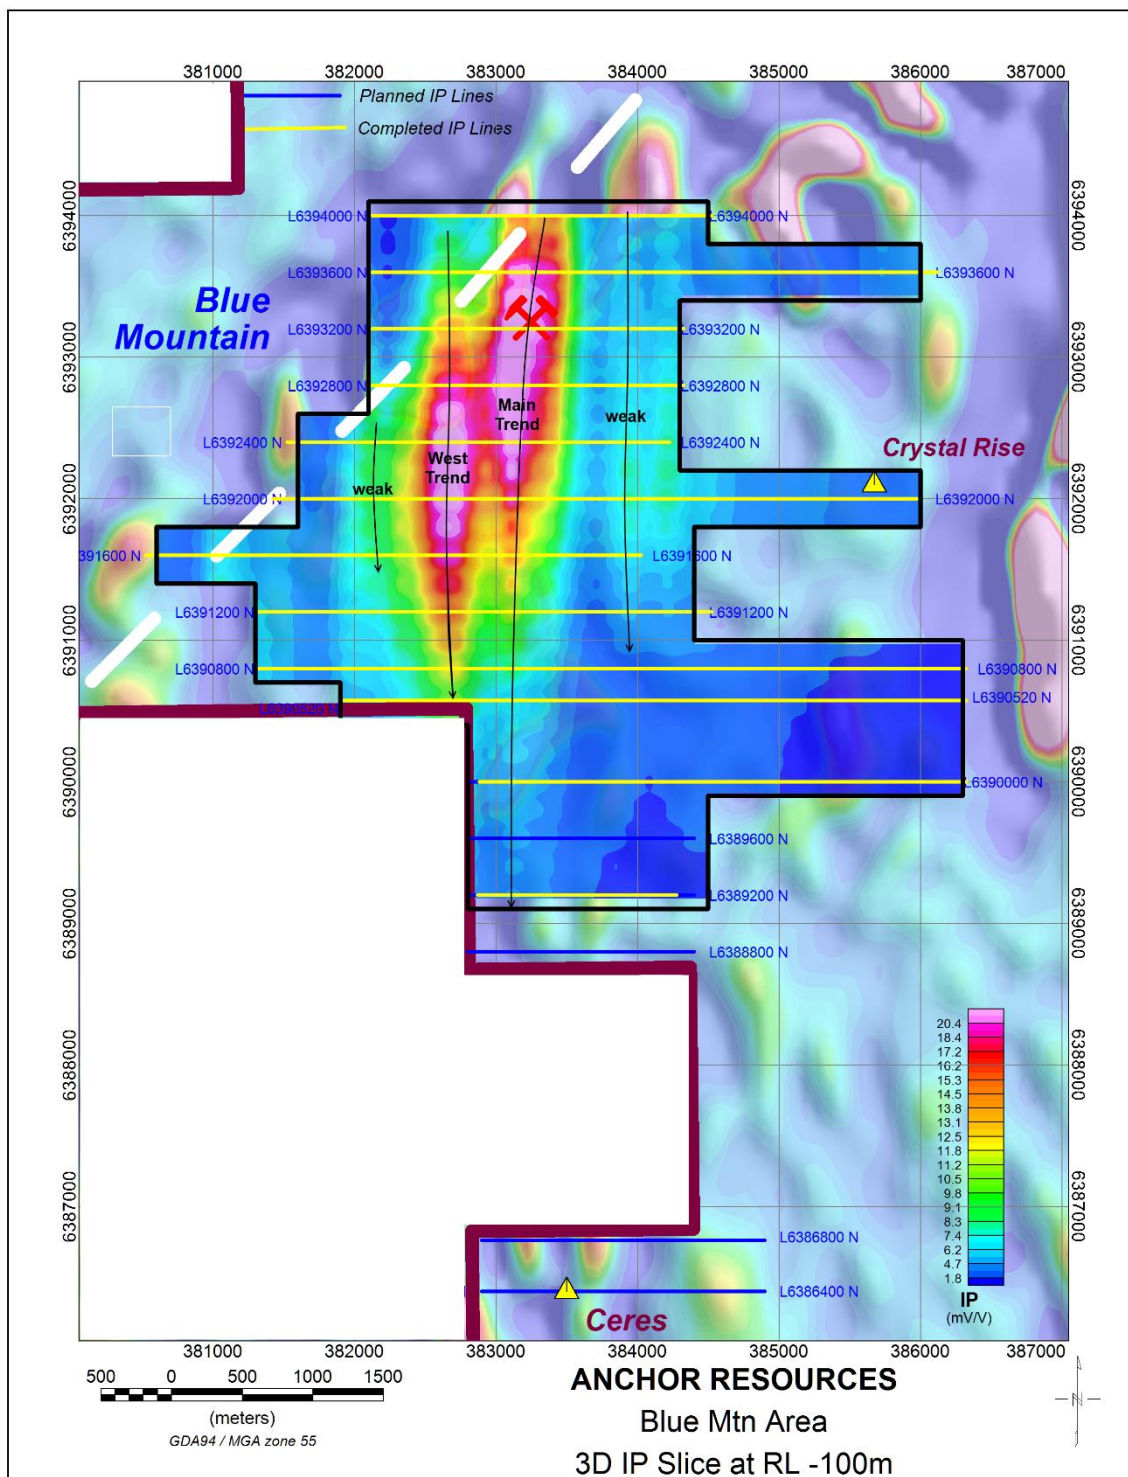 381000 382000 383000 384000 385000 386000 387000
Planned IP Lines
Completed IP Lines
6394000
L6394000 N
L6394000 N
6394000
L6393600 N
L6393600 N
Blue
Mountain
L6393200 N
L6393200 N
6393000
6393000
L6392800 N
L6392800 N
Main
Trend
weak
L6392400 N
L6392400 N
Crystal Rise
West
Trend
weak
6392000
L6392000 N
L6392000 N
6392000
391600 N
L6391600 N
L6391200 N
L6391200 N
6391000
6391000
L6390800 N
L6390800 N
L6390520 N
L6390520 N
6390000
L6390000 N
6390000
L6389600 N
L6389200 N
6389000
6389000
L6388800 N
6388000
6388000
20.4
18.4
17.2
16.2
15.3
14.5
13.8
13.1
12.5
11.8
11.2
10.5
9.8
9.1
8.3
7.4
6.2
4.7
1.8
IP
(mV/V)
6387000
6387000
L6386800 N
L6386400 N
Ceres
381000 382000 383000 384000 385000 386000 387000
500 0 500 1000 1500
(meters)
GDA94 / MGA zone 55
N
ANCHOR RESOURCES
Blue Mtn Area
3D IP Slice at RL -100m